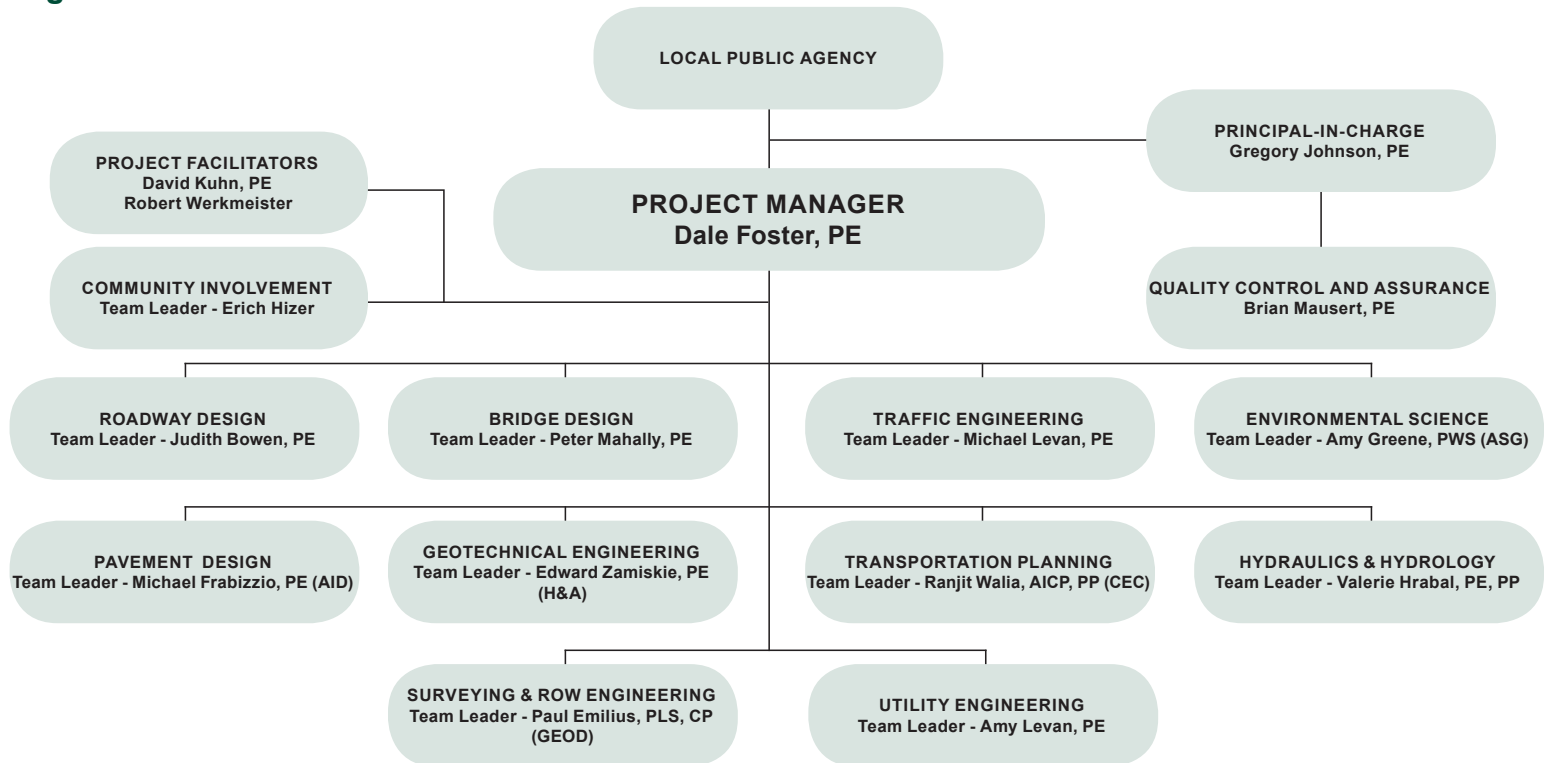 LOCAL PUBLIC AGENCY
PRINCIPAL-IN-CHARGE
Gregory Johnson, PE
PROJECT FACILITATORS
David Kuhn, PE
Robert Werkmeister
PROJECT MANAGER
Dale Foster, PE
COMMUNITY INVOLVEMENT
Team Leader - Erich Hizer
QUALITY CONTROL AND ASSURANCE
Brian Mausert, PE
ROADWAY DESIGN
Team Leader - Judith Bowen, PE
BRIDGE DESIGN
Team Leader - Peter Mahally, PE
TRAFFIC ENGINEERING
Team Leader - Michael Levan, PE
ENVIRONMENTAL SCIENCE
Team Leader - Amy Greene, PWS (ASG)
PAVEMENT DESIGN
Team Leader - Michael Frabizzio, PE (AID)
GEOTECHNICAL ENGINEERING
Team Leader - Edward Zamiskie, PE
(H&A)
TRANSPORTATION PLANNING
Team Leader - Ranjit Walia, AICP, PP (CEC)
HYDRAULICS & HYDROLOGY
Team Leader - Valerie Hrabal, PE, PP
SURVEYING & ROW ENGINEERING
Team Leader - Paul Emilius, PLS, CP
(GEOD)
UTILITY ENGINEERING
Team Leader - Amy Levan, PE